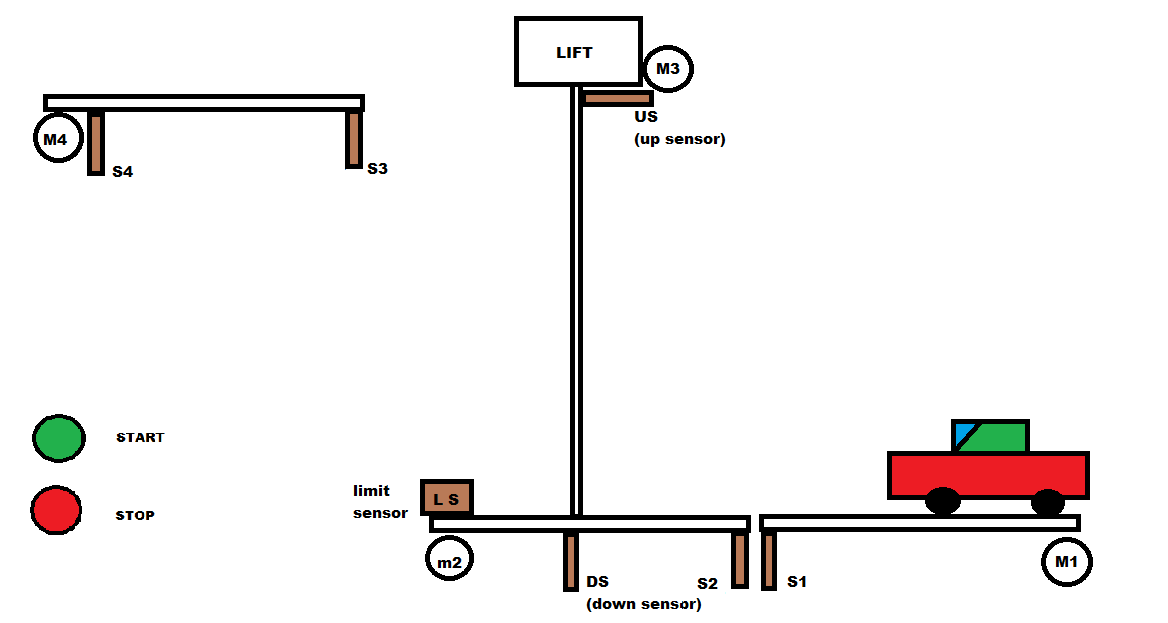 LIFT
M3
US
(up sensor)
M4
S4
S3
START
STOP
limit
sensor
L S
m2
DS
(down sensor)
S2
S1
M1